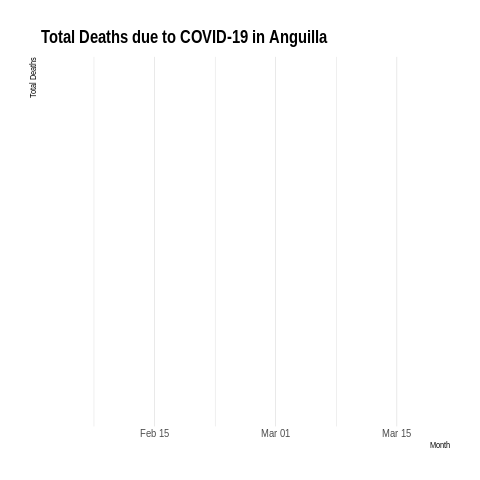 Total Deaths due to COVID-19 in Anguilla
Total Deaths
Feb 15
Mar 01
Mar 15
Month